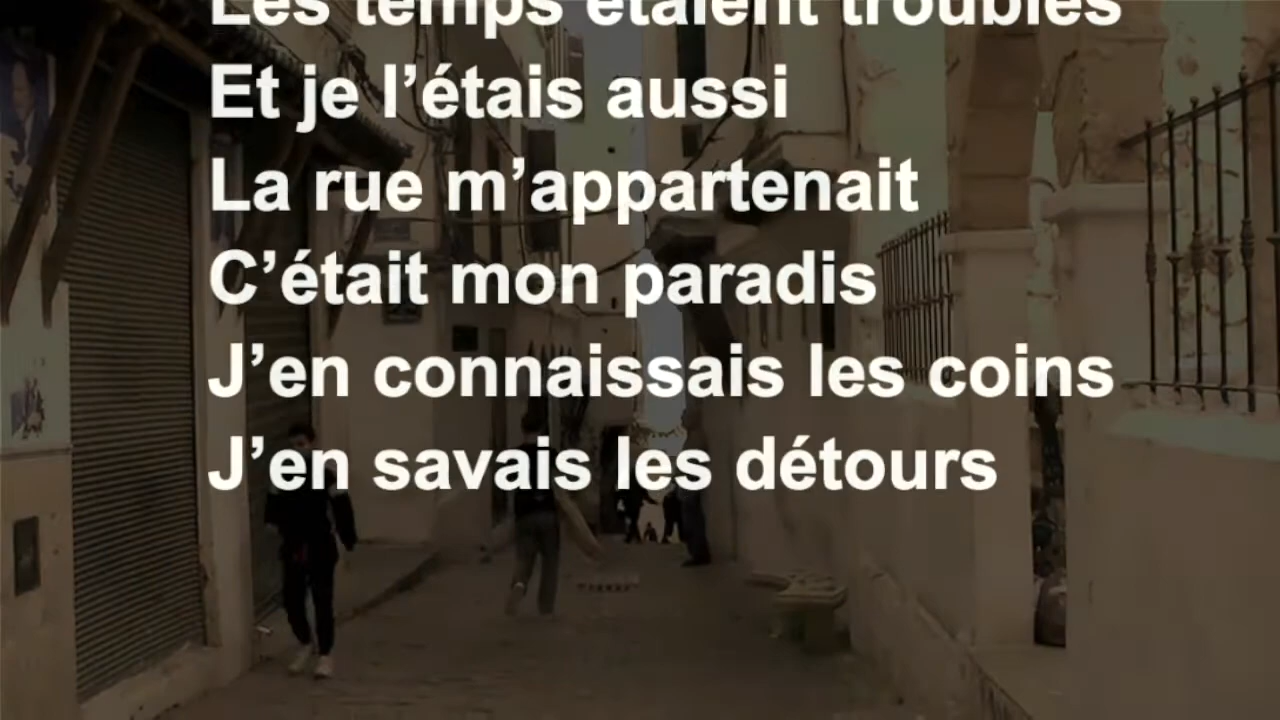 Les temps étaient troublés
Et je l’étais aussi
La rue m’appartenait
C’était mon paradis
J’en connaissais les coins
J’en savais les détours